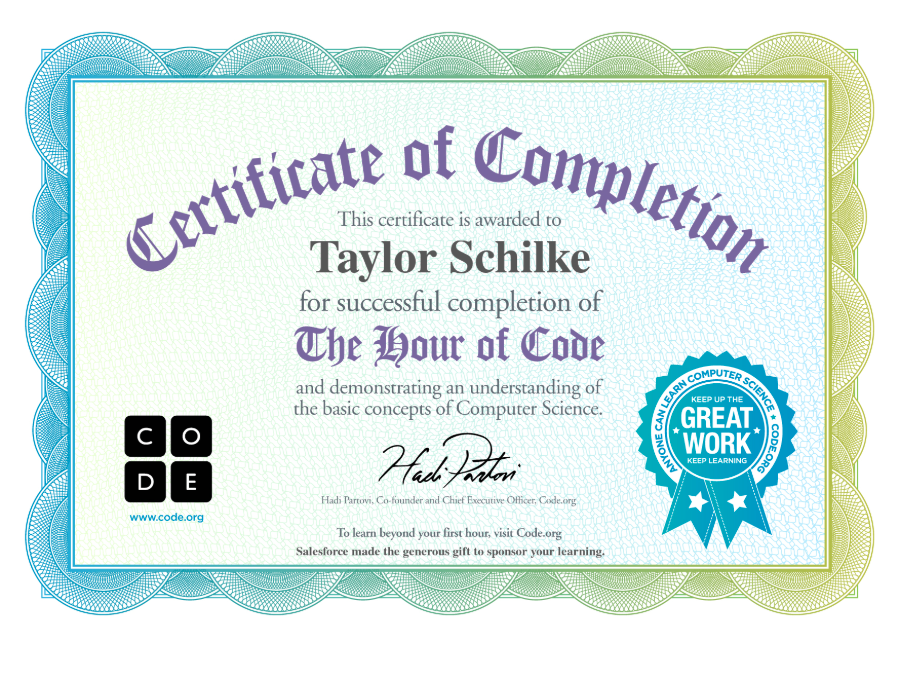 Certificate of Completion
This certificate is awarded to
Taylor Schilke
for successful completion of
The Hour of Code
and demonstrating an understanding of
the basic concepts of Computer Science.
Hadi Partovi
Hadi Partovi, Co-founder and Chief Executive Officer, Code.org
To learn beyond your first hour, visit Code.org
Salesforce made the generous gift to sponsor your learning.
C O
D E
www.code.org
ANYONE CAN LEARN COMPUTER SCIENCE ★ CODE.ORG
KEEP UP THE
GREAT
WORK
KEEP LEARNING